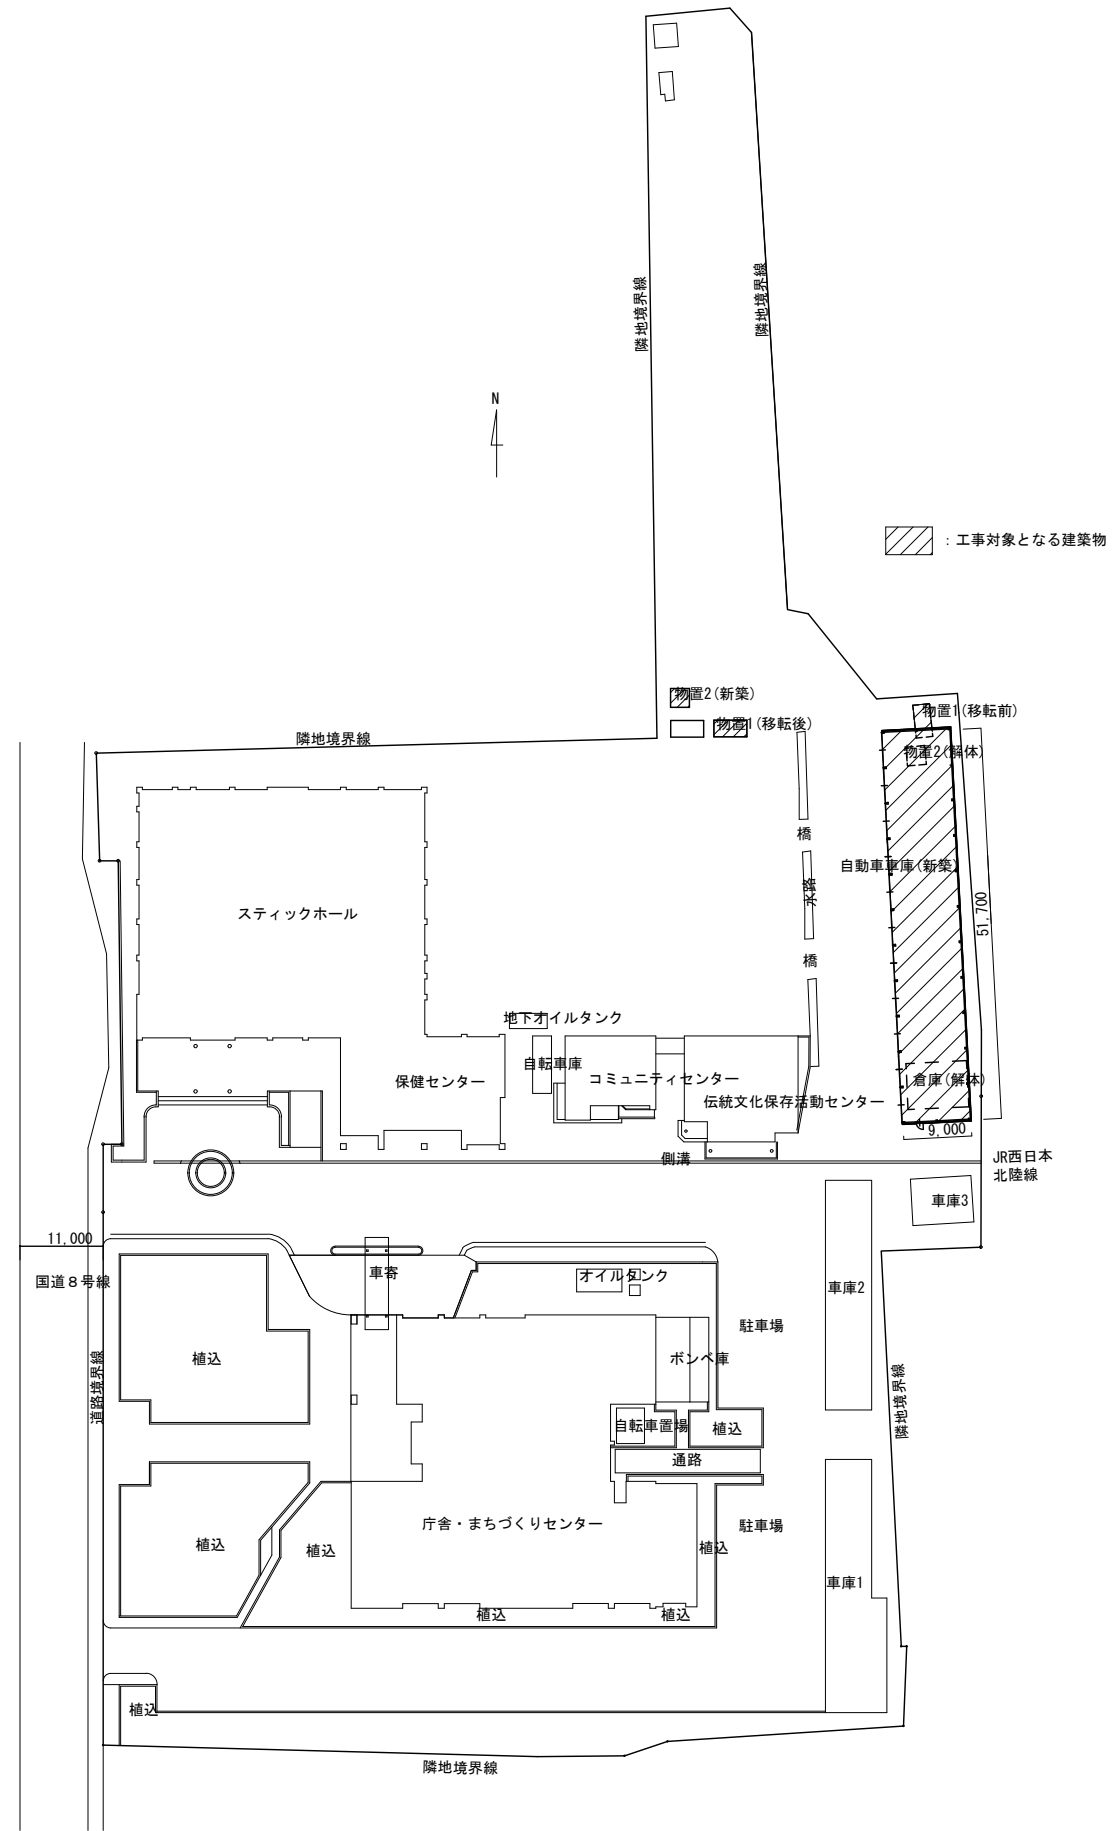 隣地境界線
隣地境界線
N
：工事対象となる建築物
物置2(新築)
物置1(移転後)
物置1(移転前)
物置2(解体)
隣地境界線
橋
自動車車庫(新築)
水路
51,700
スティックホール
橋
地下オイルタンク
自転車庫
保健センター
コミュニティセンター
伝統文化保存活動センター
倉庫(解体)
9,000
側溝
JR西日本
北陸線
車庫3
11,000
国道８号線
車寄
オイルタンク
車庫2
駐車場
植込
ボンベ庫
道路境界線
隣地境界線
自転車置場
植込
通路
庁舎・まちづくりセンター
駐車場
植込
植込
植込
車庫1
植込
植込
植込
隣地境界線